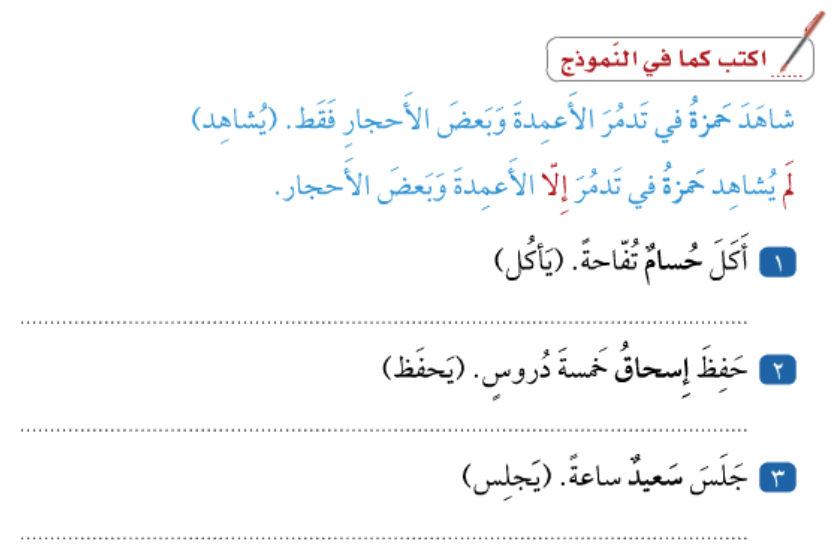 اكتب كما في النَموذج
شاهَدَ حَمزةُ في تَدمُرَ الأَعمِدةَ وَبَعضَ الأَحجارِ فَقَط. (يُشاهِد)
لَم يُشاهِد حَمزةُ في تَدمُرَ إِلّا الأَعمِدةَ وَبَعضَ الأَحجار.
١ أَكَلَ حُسامٌ تُفّاحةً. (يَأكُل)
٢ حَفِظَ إِسحاقُ خَمسةَ دُروسٍ. (يَحفَظ)
٣ جَلَسَ سَعيدٌ ساعةً. (يَجلِس)